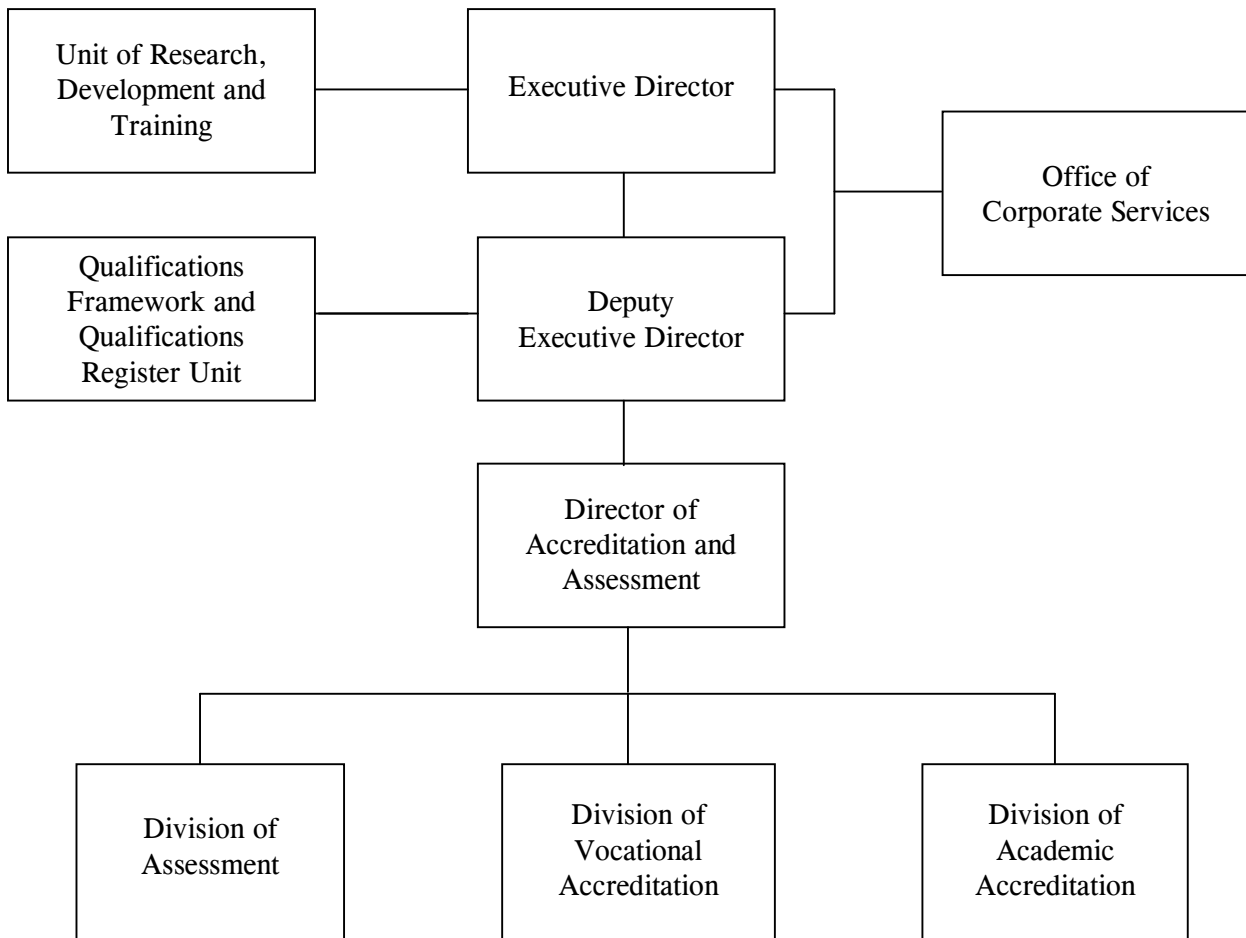 Unit of Research,
Development and
Training
Executive Director
Office of
Corporate Services
Qualifications
Framework and
Qualifications
Register Unit
Deputy
Executive Director
Director of
Accreditation and
Assessment
Division of
Assessment
Division of
Vocational
Accreditation
Division of
Academic
Accreditation